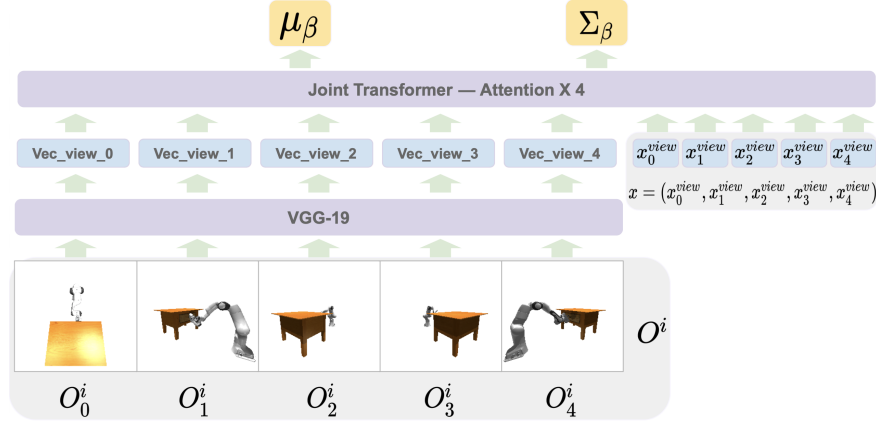 μ_β Σ_β
Joint Transformer — Attention X 4
Vec_view_0 Vec_view_1 Vec_view_2 Vec_view_3 Vec_view_4 x_0^{view} x_1^{view} x_2^{view} x_3^{view} x_4^{view}
x = (x_0^{view}, x_1^{view}, x_2^{view}, x_3^{view}, x_4^{view})
VGG-19
O^i
O_0^i O_1^i O_2^i O_3^i O_4^i